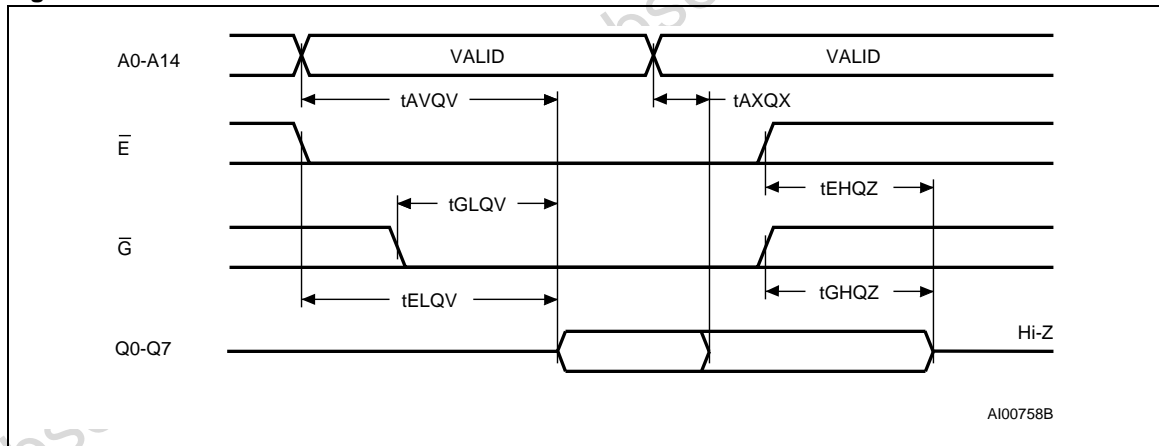 A0-A14
VALID
VALID
tAVQV
tAXQX
E̅
tEHQZ
tGLQV
G̅
tELQV
tGHQZ
Q0-Q7
Hi-Z
AI00758B